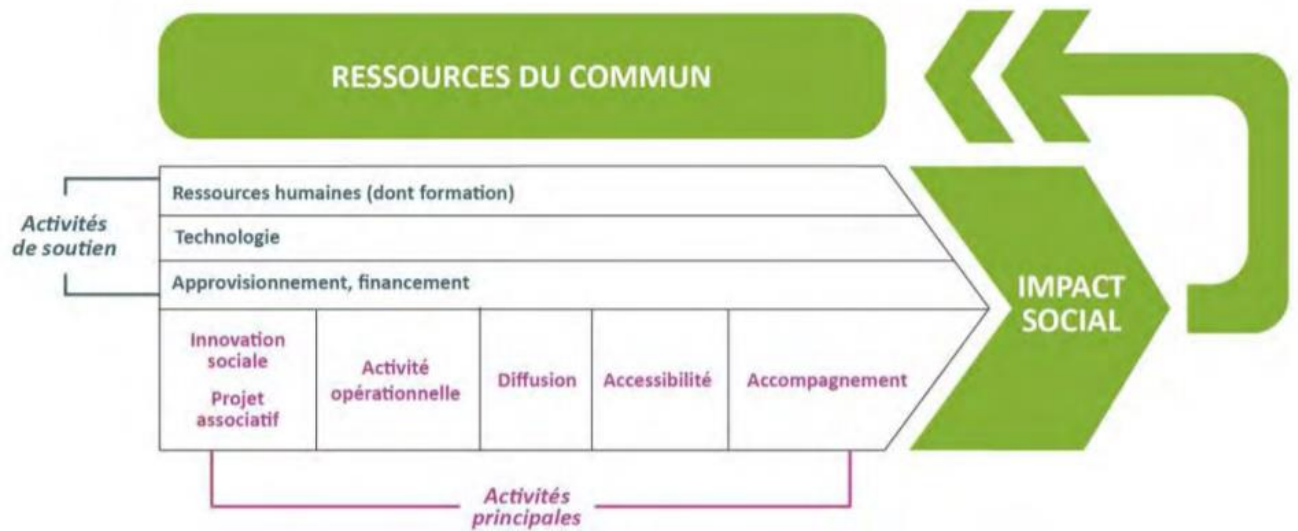 RESSOURCES DU COMMUN
Ressources humaines (dont formation)
Activités
de soutien
Technologie
Approvisionnement, financement
IMPACT
SOCIAL
Innovation
sociale
Projet
associatif
Activité
opérationnelle
Diffusion
Accessibilité
Accompagnement
Activités
principales